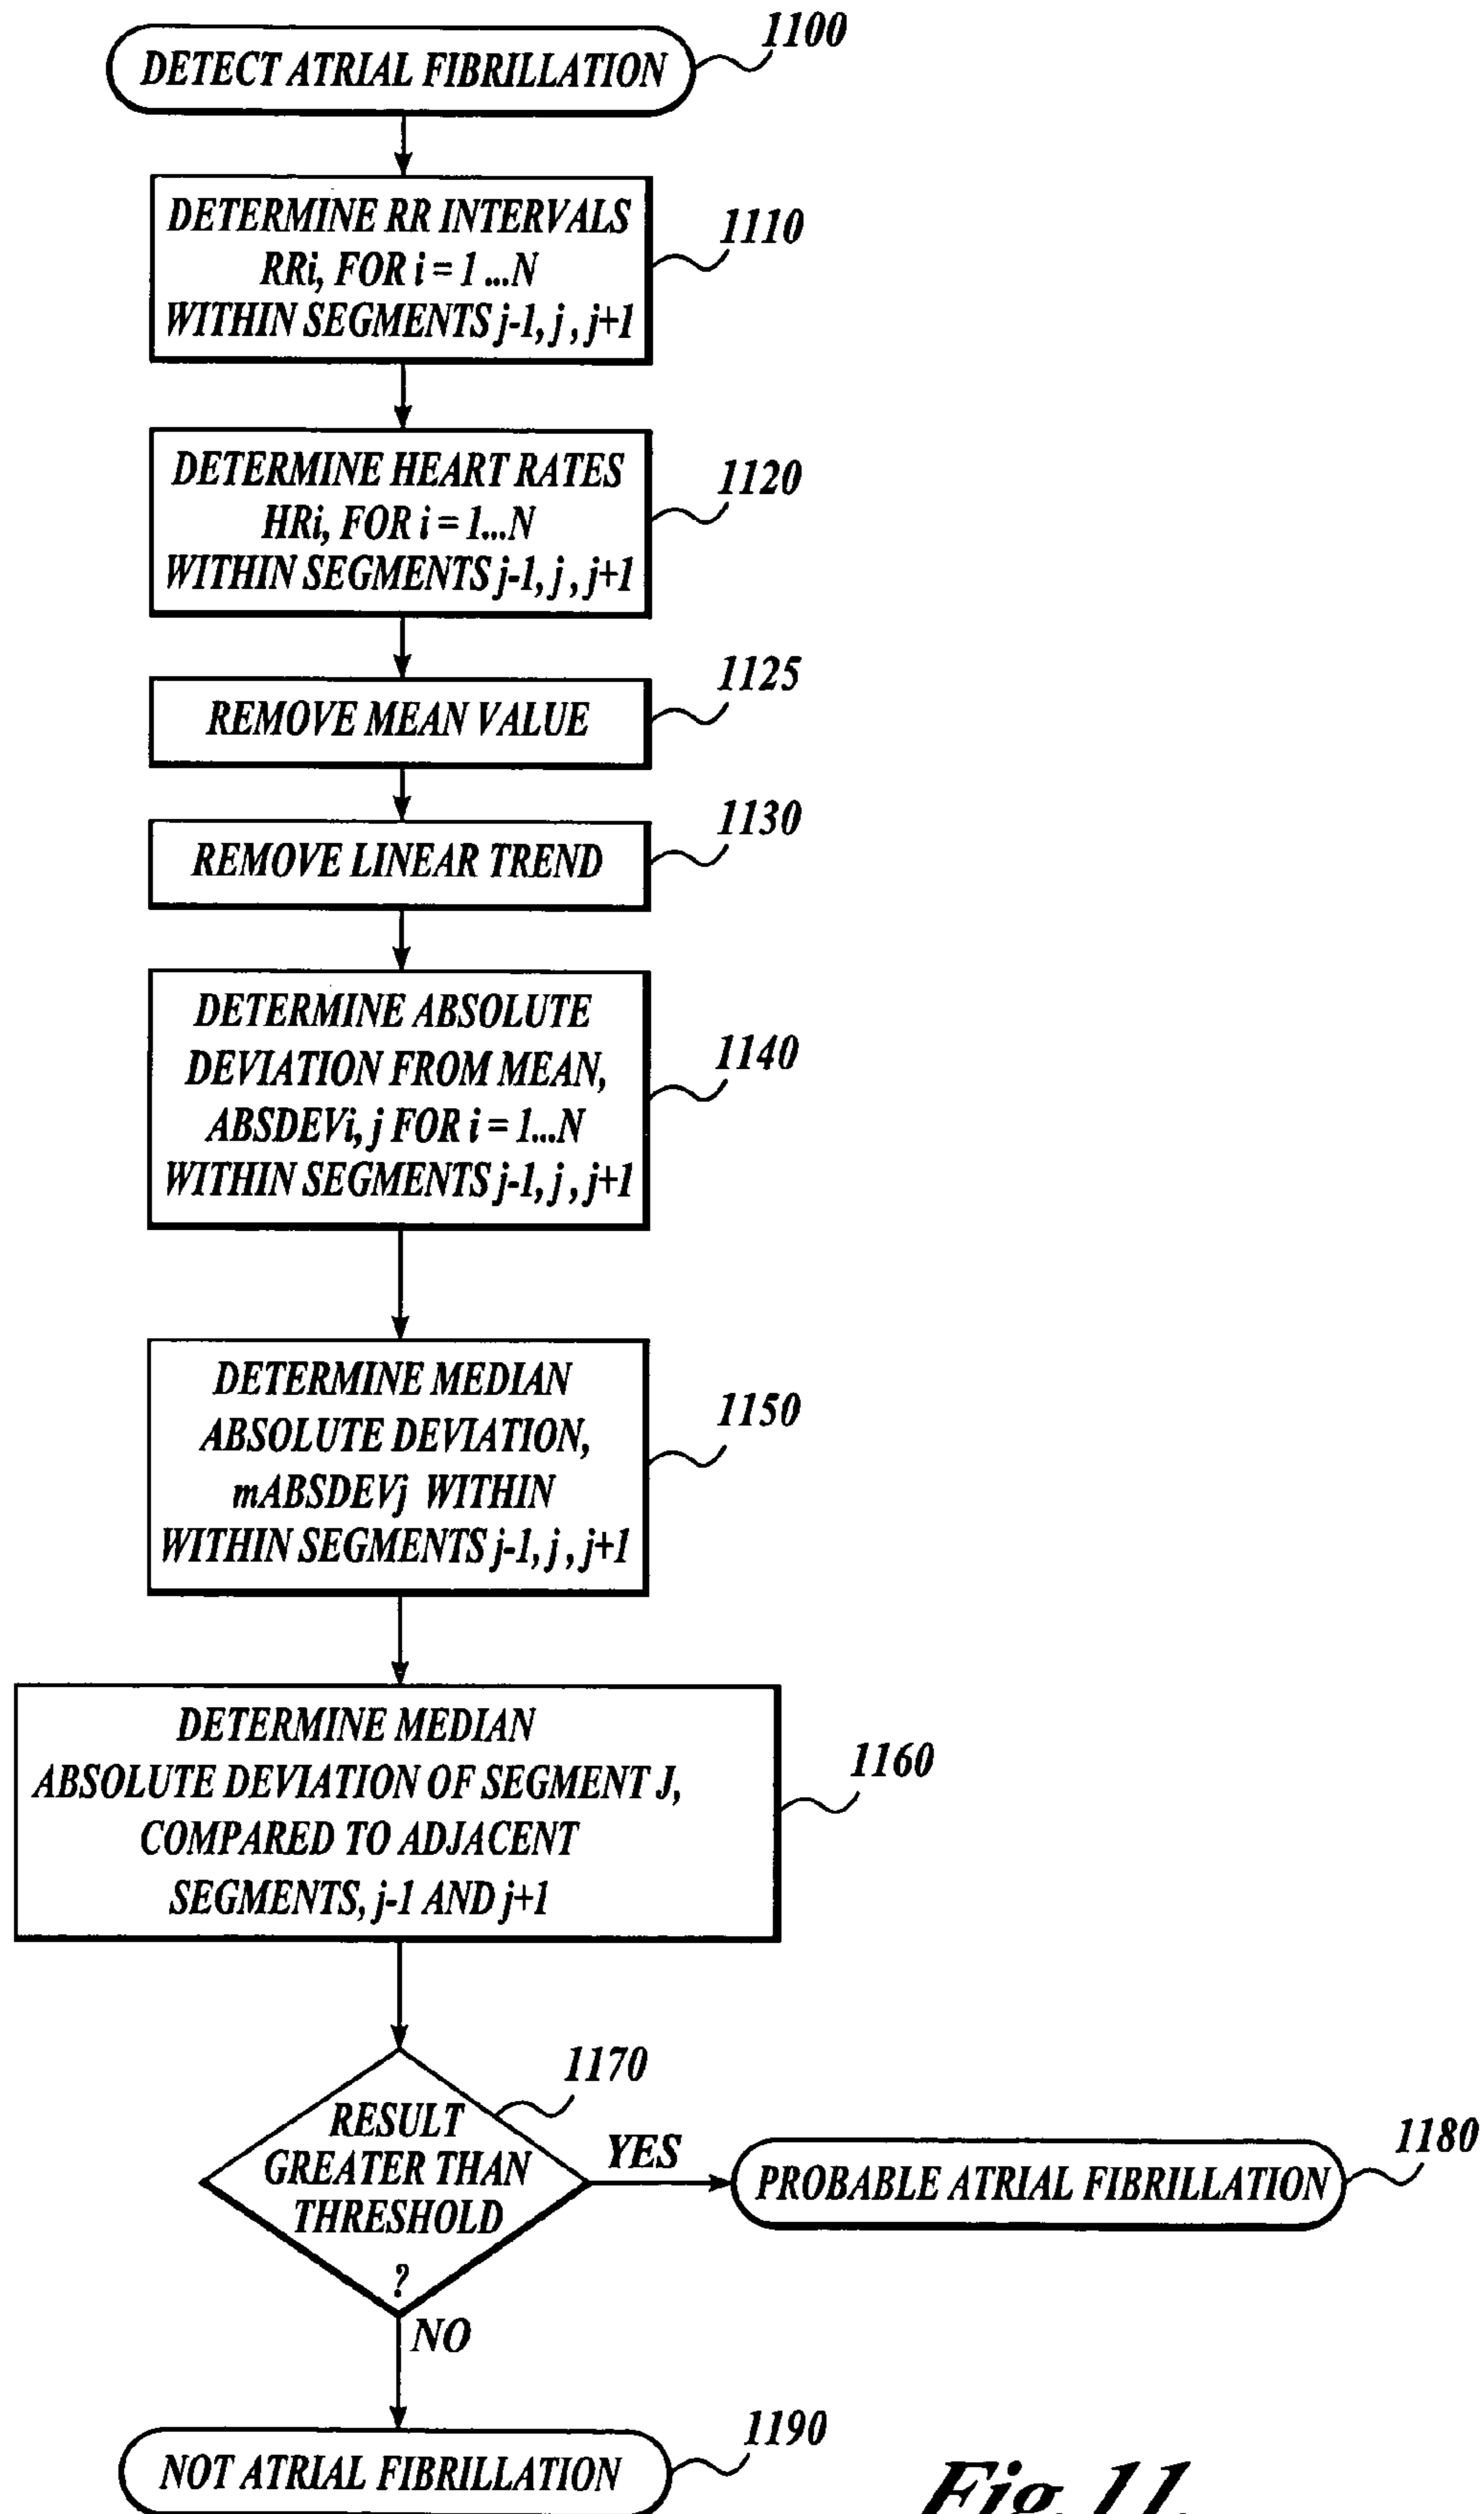 DETECT ATRIAL FIBRILLATION
1100
DETERMINE RR INTERVALS
RRi, FOR i = 1 ...N
WITHIN SEGMENTS j-1, j , j+1
1110
DETERMINE HEART RATES
HRi, FOR i = 1...N
WITHIN SEGMENTS j-1, j , j+1
1120
REMOVE MEAN VALUE
1125
REMOVE LINEAR TREND
1130
DETERMINE ABSOLUTE
DEVIATION FROM MEAN,
ABSDEVi, j FOR i = 1...N
WITHIN SEGMENTS j-1, j , j+1
1140
DETERMINE MEDIAN
ABSOLUTE DEVIATION,
mABSDEVj WITHIN
WITHIN SEGMENTS j-1, j , j+1
1150
DETERMINE MEDIAN
ABSOLUTE DEVIATION OF SEGMENT J,
COMPARED TO ADJACENT
SEGMENTS, j-1 AND j+1
1160
RESULT
GREATER THAN
THRESHOLD
?
1170
YES
PROBABLE ATRIAL FIBRILLATION
1180
NO
NOT ATRIAL FIBRILLATION
1190
Fig. 11.